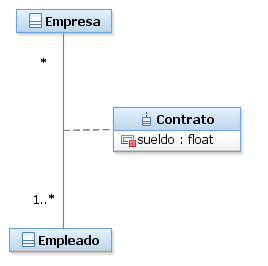 Empresa
*
Contrato
sueldo : float
1..*
Empleado